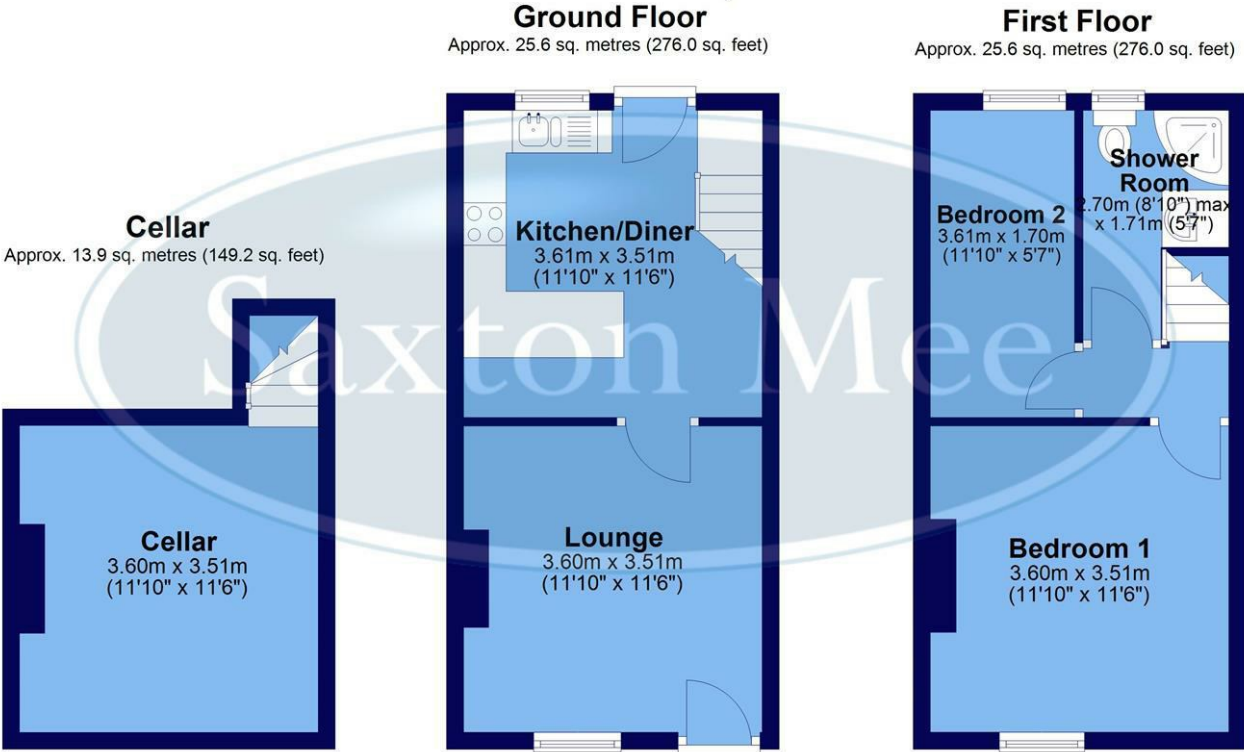 Ground Floor
Approx. 25.6 sq. metres (276.0 sq. feet)
First Floor
Approx. 25.6 sq. metres (276.0 sq. feet)
Cellar
Approx. 13.9 sq. metres (149.2 sq. feet)
Kitchen/Diner
3.61m x 3.51m
(11'10" x 11'6")
Bedroom 2
3.61m x 1.70m
(11'10" x 5'7")
Shower
Room
2.70m (8'10") max
x 1.71m (5'7")
Saxton Mee
Cellar
3.60m x 3.51m
(11'10" x 11'6")
Lounge
3.60m x 3.51m
(11'10" x 11'6")
Bedroom 1
3.60m x 3.51m
(11'10" x 11'6")